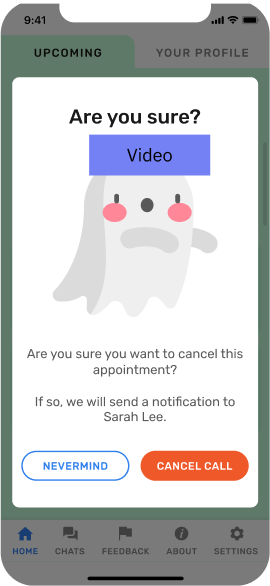 9:41
UPCOMING
YOUR PROFILE
Are you sure?
Video
Are you sure you want to cancel this
appointment?
If so, we will send a notification to
Sarah Lee.
NEVERMIND
CANCEL CALL
HOME
CHATS
FEEDBACK
ABOUT
SETTINGS